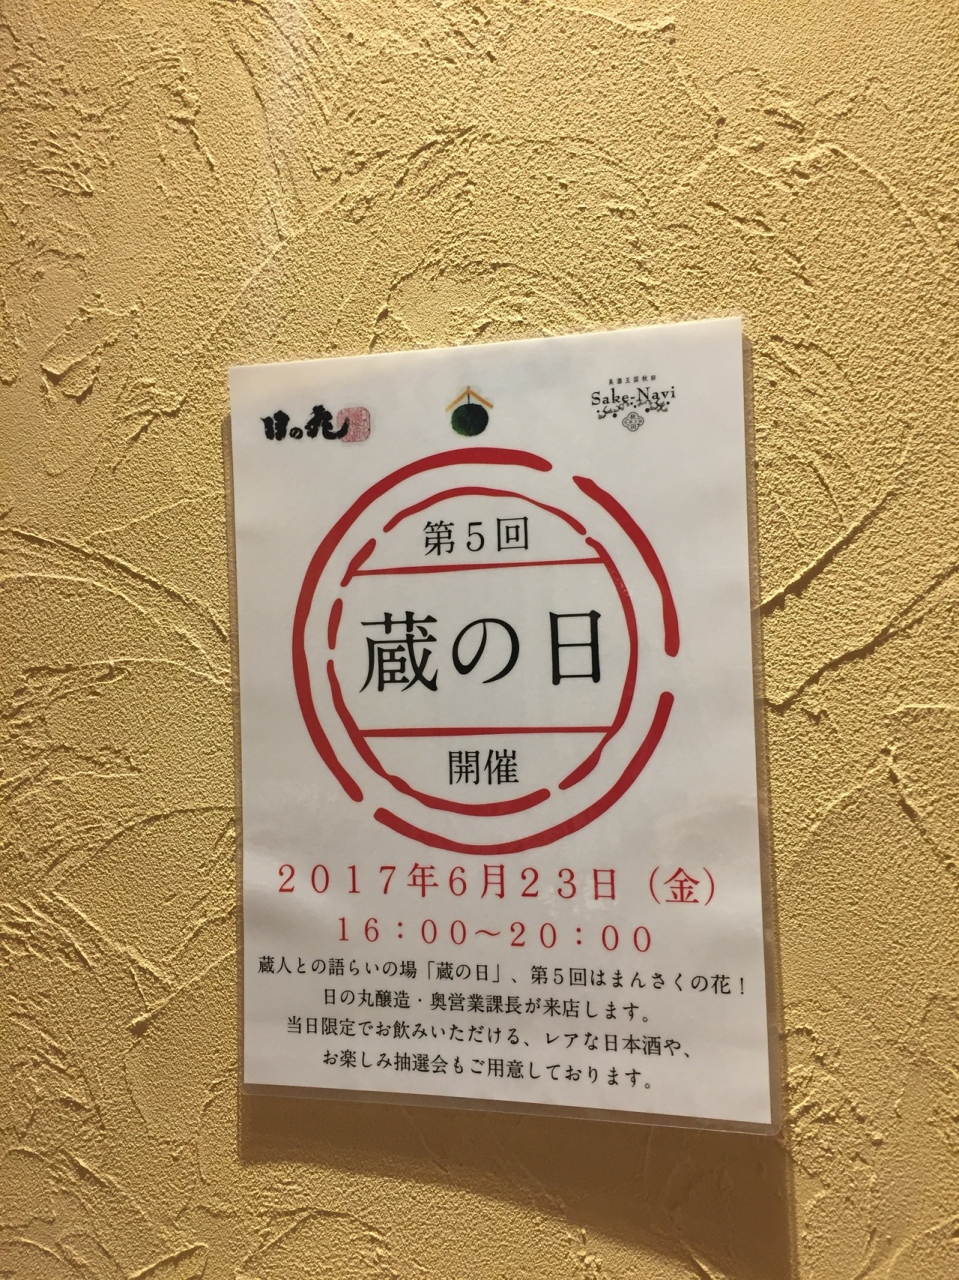 日の丸
美酒王国秋田
Sake-Navi
第5回
蔵の日
開催
2017年6月23日（金）
16：00～20：00
蔵人との語らいの場「蔵の日」、第5回はまんさくの花！
日の丸醸造・奥営業課長が来店します。
当日限定でお飲みいただける、レアな日本酒や、
お楽しみ抽選会もご用意しております。